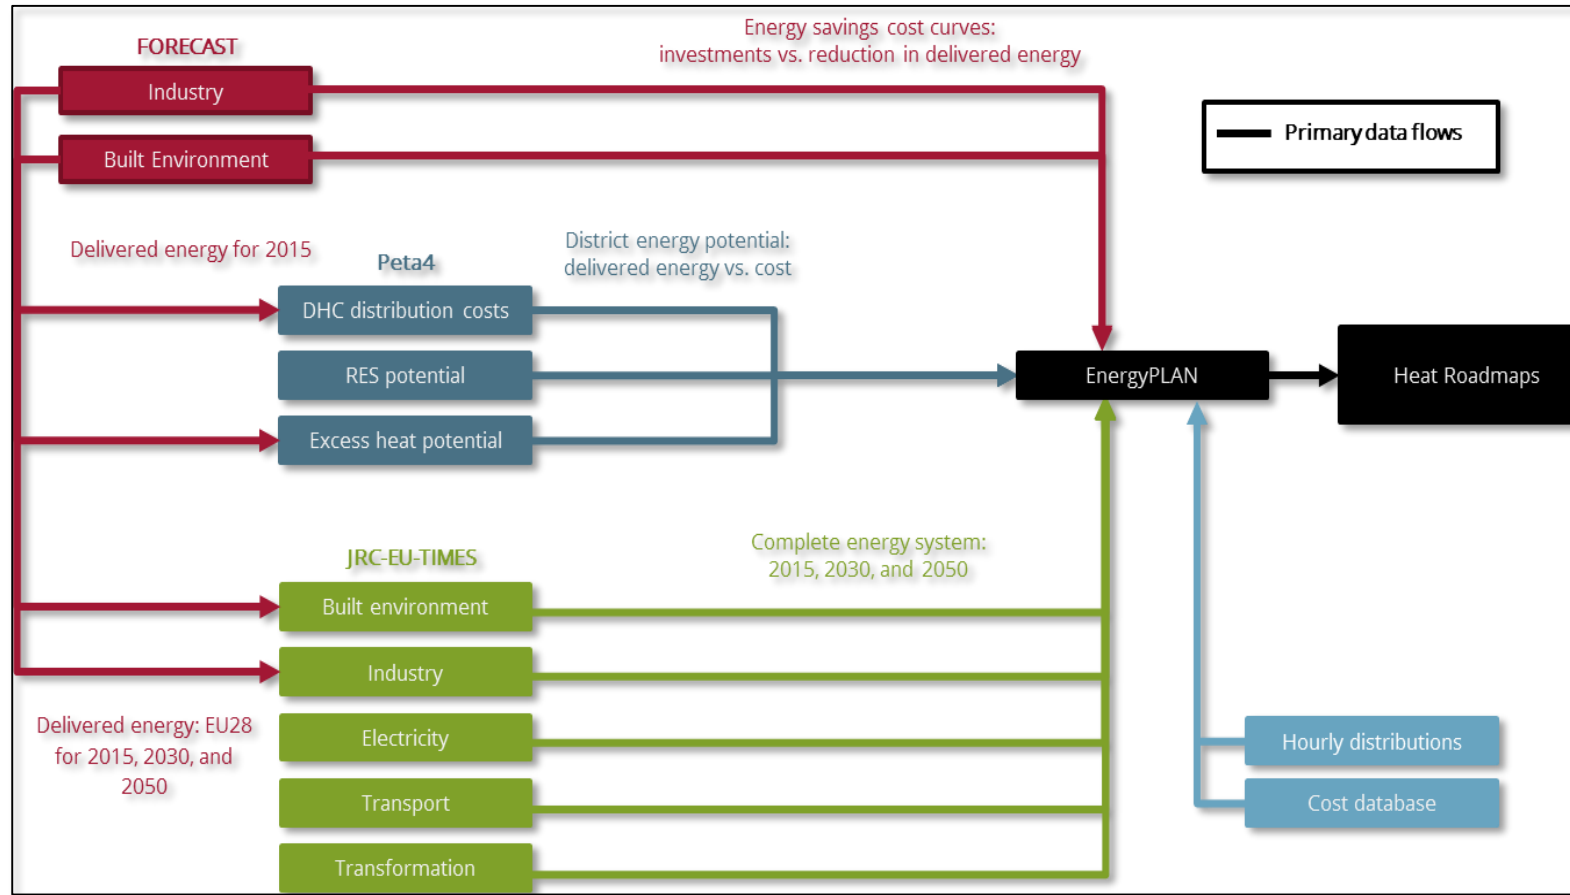 FORECAST
Industry
Built Environment
Energy savings cost curves:
investments vs. reduction in delivered energy
Primary data flows
Delivered energy for 2015
Peta4
DHC distribution costs
RES potential
Excess heat potential
District energy potential:
delivered energy vs. cost
EnergyPLAN
Heat Roadmaps
JRC-EU-TIMES
Built environment
Industry
Electricity
Transport
Transformation
Complete energy system:
2015, 2030, and 2050
Delivered energy: EU28
for 2015, 2030, and
2050
Hourly distributions
Cost database